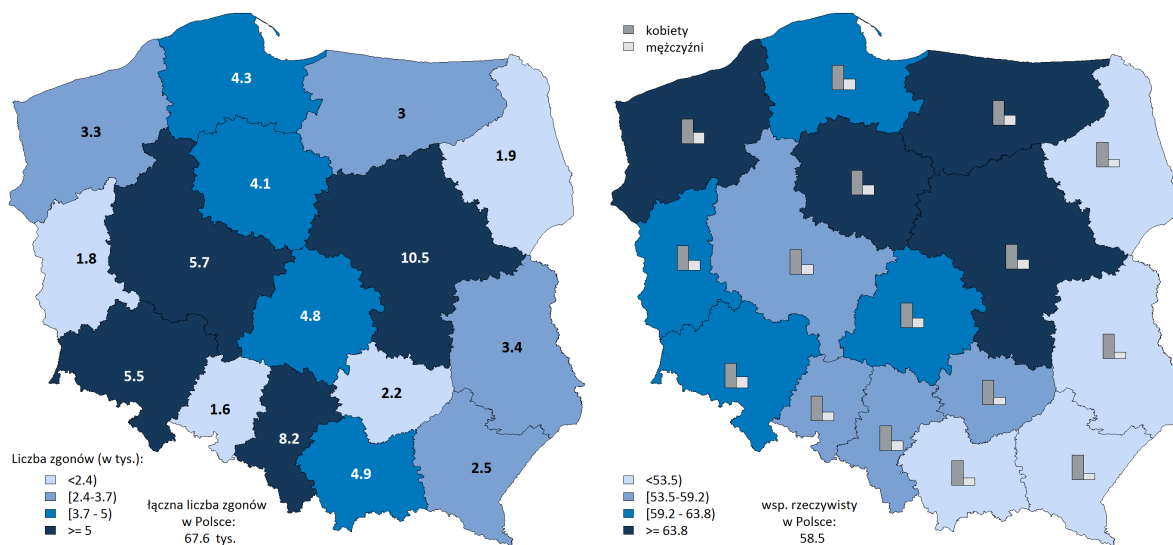 4.3
3
3.3
1.9
4.1
1.8
5.7
10.5
4.8
3.4
5.5
2.2
1.6
8.2
4.9
2.5
Liczba zgonów (w tys.):
<2.4)
[2.4-3.7)
[3.7 - 5)
>= 5
łączna liczba zgonów
w Polsce:
67.6 tys.
kobiety
mężczyźni
<53.5)
[53.5-59.2)
[59.2 - 63.8)
>= 63.8
wsp. rzeczywisty
w Polsce:
58.5